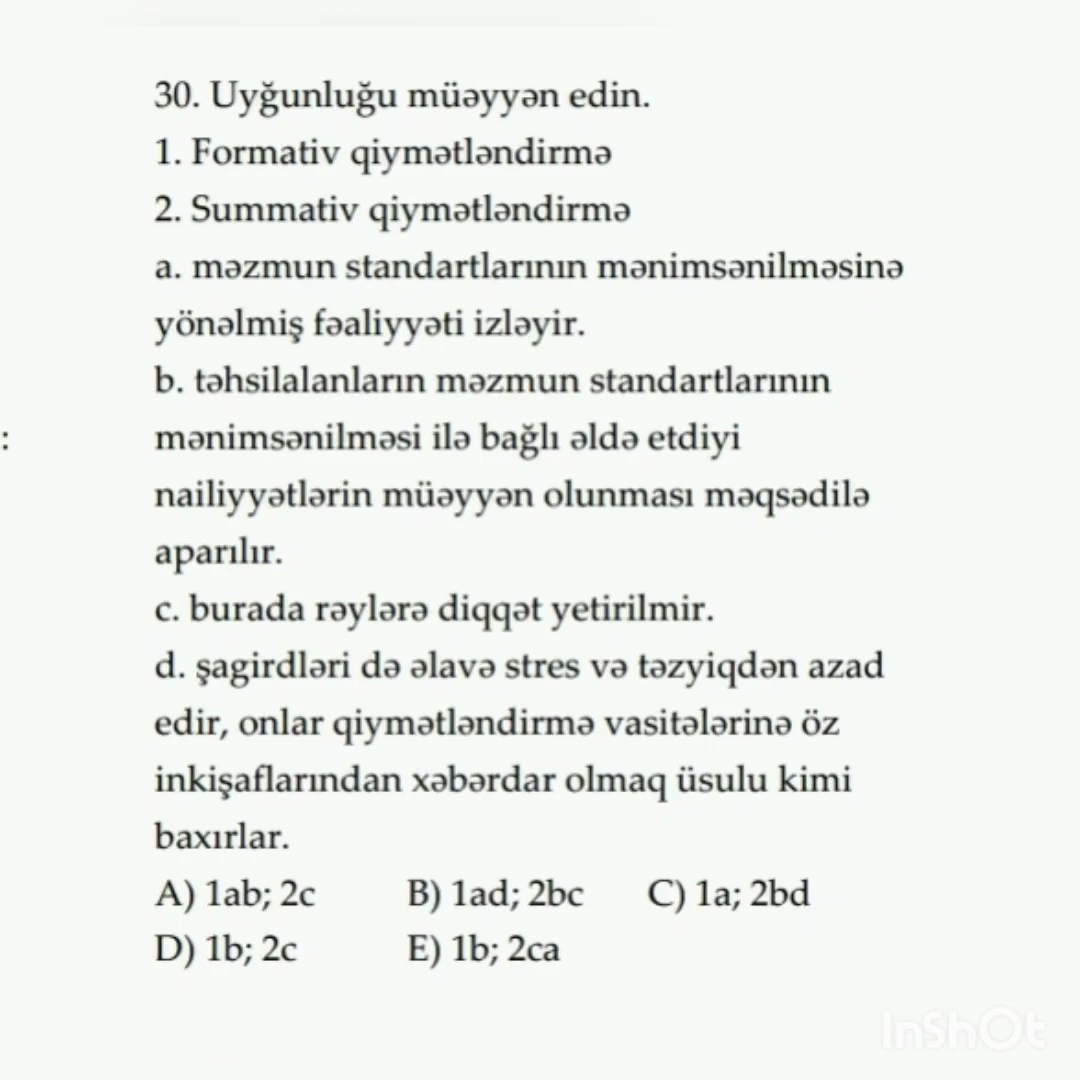 30. Uyğunluğu müəyyən edin.
1. Formativ qiymətləndirmə
2. Summativ qiymətləndirmə
a. məzmun standartlarının mənimsənilməsinə
yönəlmiş fəaliyyəti izləyir.
b. təhsilalanların məzmun standartlarının
:
mənimsənilməsi ilə bağlı əldə etdiyi
nailiyyətlərin müəyyən olunması məqsədilə
aparılır.
c. burada rəylərə diqqət yetirilmir.
d. şagirdləri də əlavə stres və təzyiqdən azad
edir, onlar qiymətləndirmə vasitələrinə öz
inkişaflarından xəbərdar olmaq üsulu kimi
baxırlar.
A) 1ab; 2c B) 1ad; 2bc C) 1a; 2bd
D) 1b; 2c E) 1b; 2ca
InShOt